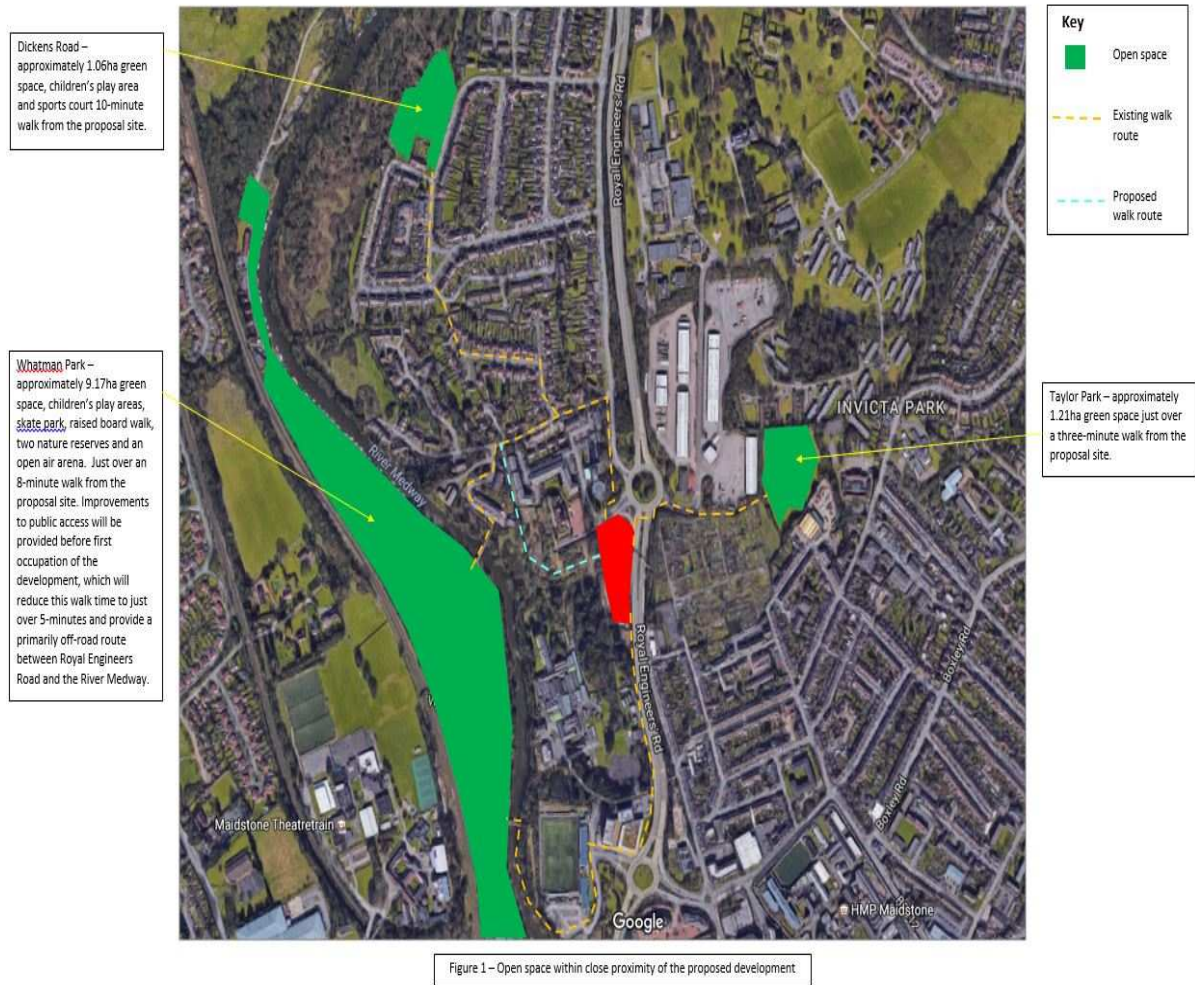 Dickens Road –
approximately 1.06ha green
space, children's play area
and sports court 10-minute
walk from the proposal site.
Whatman Park –
approximately 9.17ha green
space, children's play areas,
skate park, raised board walk,
two nature reserves and an
open air arena. Just over an
8-minute walk from the
proposal site. Improvements
to public access will be
provided before first
occupation of the
development, which will
reduce this walk time to just
over 5-minutes and provide a
primarily off-road route
between Royal Engineers
Road and the River Medway.
Royal Engineers' Rd
INVICTA PARK
River Medway
Royal Engineers' Rd
Boxley Rd
Boxley Rd
Maidstone Theatretrain
HMP Maidstone
Google
Key
Open space
Existing walk
route
Proposed
walk route
Taylor Park – approximately
1.21ha green space just over
a three-minute walk from the
proposal site.
Figure 1 – Open space within close proximity of the proposed development